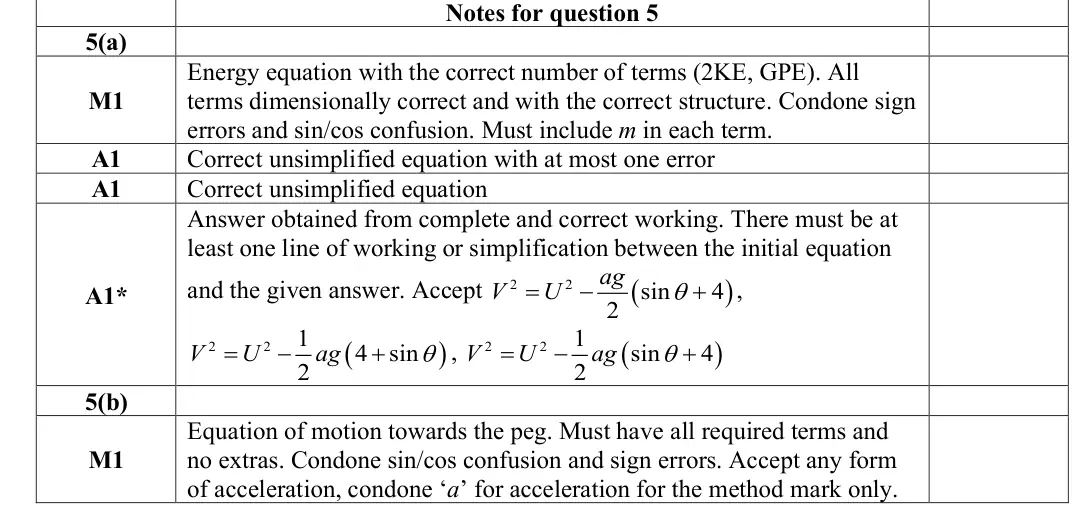 Notes for question 5
5(a)
M1
Energy equation with the correct number of terms (2KE, GPE). All
terms dimensionally correct and with the correct structure. Condone sign
errors and sin/cos confusion. Must include m in each term.
A1 Correct unsimplified equation with at most one error
A1 Correct unsimplified equation
A1*
Answer obtained from complete and correct working. There must be at
least one line of working or simplification between the initial equation
and the given answer. Accept V² = U² − ag/2 (sin θ + 4),
V² = U² − 1/2 ag(4 + sin θ), V² = U² − 1/2 ag(sin θ + 4)
5(b)
M1
Equation of motion towards the peg. Must have all required terms and
no extras. Condone sin/cos confusion and sign errors. Accept any form
of acceleration, condone ‘a’ for acceleration for the method mark only.